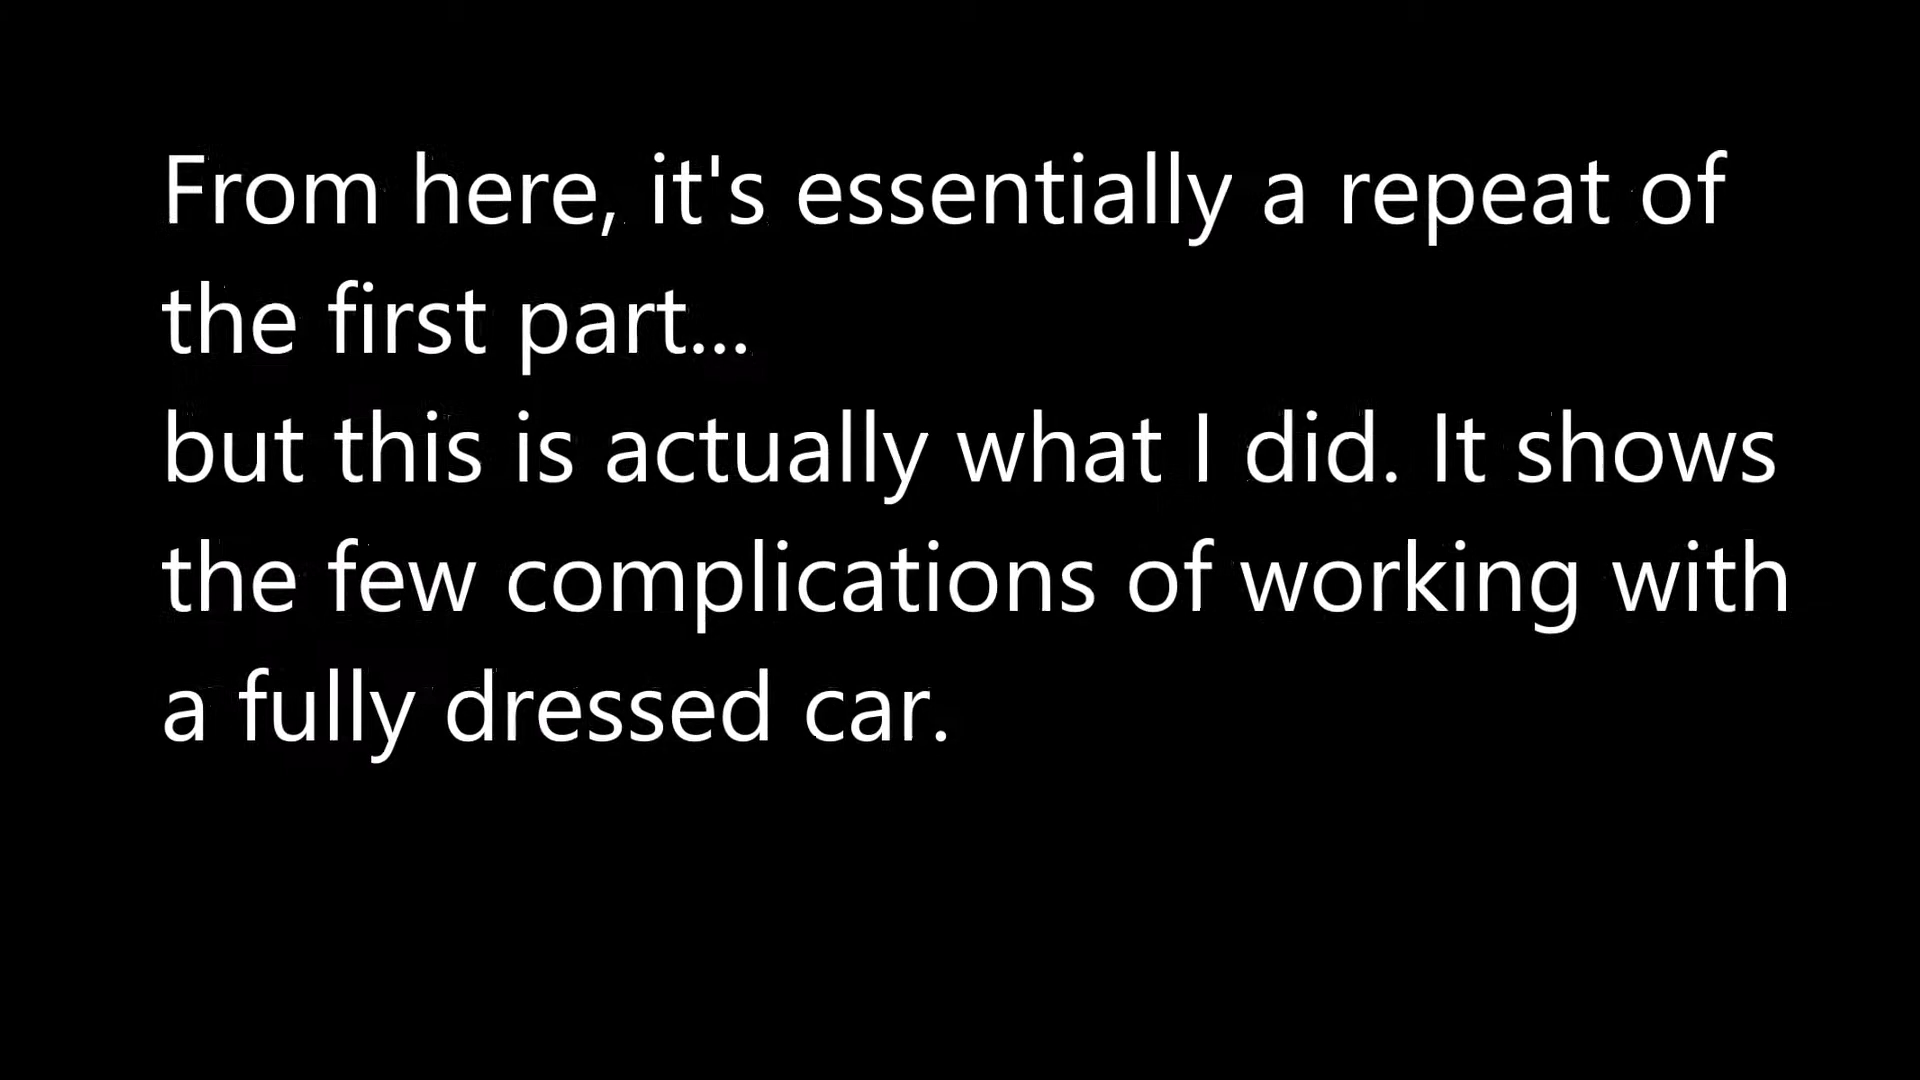 From here, it's essentially a repeat of
the first part...
but this is actually what I did. It shows
the few complications of working with
a fully dressed car.